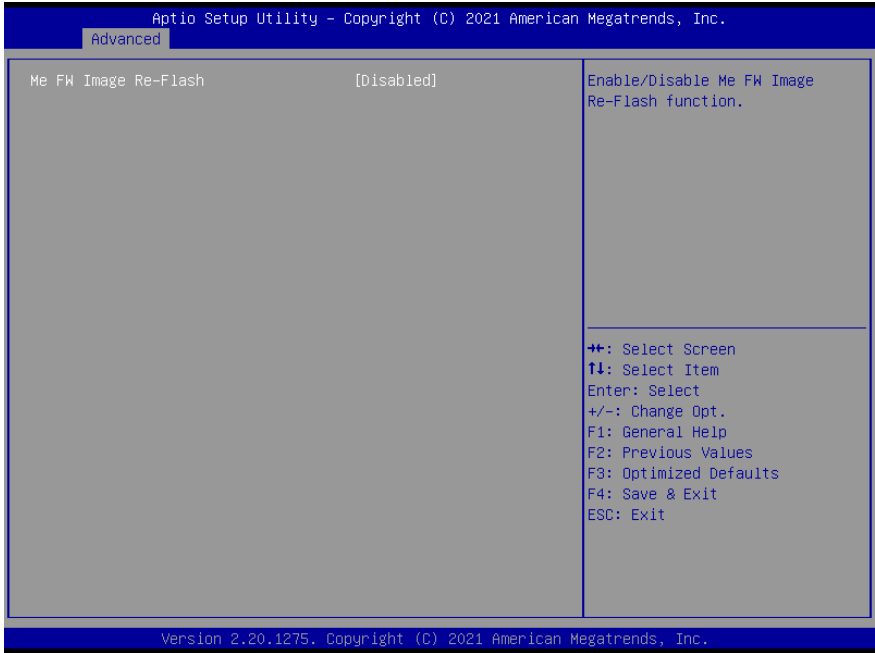 Aptio Setup Utility – Copyright (C) 2021 American Megatrends, Inc.
Advanced
Me FW Image Re-Flash [Disabled]
Enable/Disable Me FW Image
Re-Flash function.
→←: Select Screen
↑↓: Select Item
Enter: Select
+/-: Change Opt.
F1: General Help
F2: Previous Values
F3: Optimized Defaults
F4: Save & Exit
ESC: Exit
Version 2.20.1275. Copyright (C) 2021 American Megatrends, Inc.